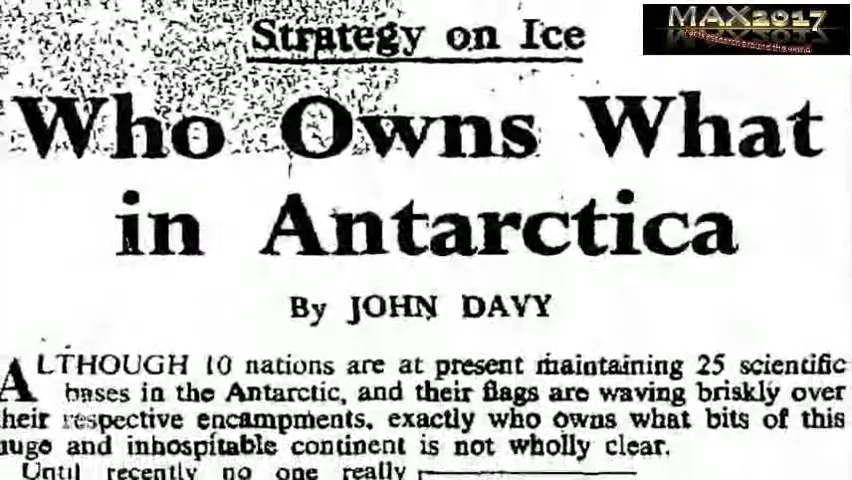 MAX2017
Strategy on Ice
Who Owns What
in Antarctica
By JOHN DAVY
ALTHOUGH 10 nations are at present maintaining 25 scientific
bases in the Antarctic, and their flags are waving briskly over
their respective encampments, exactly who owns what bits of this
huge and inhospitable continent is not wholly clear.
Until recently no one really